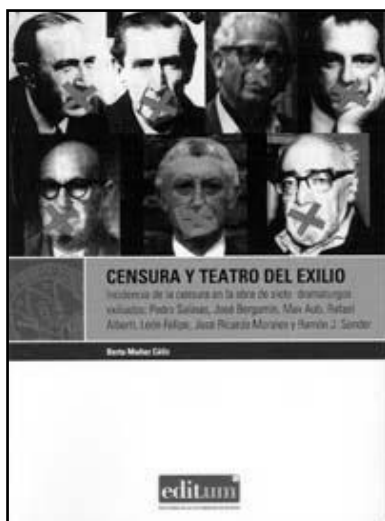 CENSURA Y TEATRO DEL EXILIO
Incidencia de la censura en la obra de siete dramaturgos
exiliados: Pedro Salinas, José Bergamín, Max Aub, Rafael
Alberti, León Felipe, José Ricardo Morales y Ramón J. Sender
Berta Muñoz Cáliz
editum